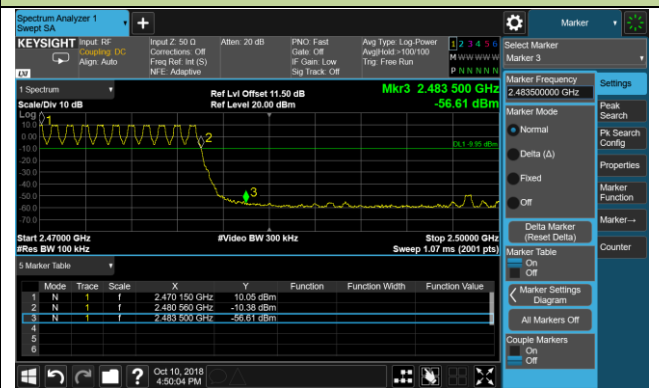 Spectrum Analyzer 1
Swept SA
+
Marker
KEYSIGHT
Input: RF
Coupling: DC
Align: Auto
Input Z: 50 Ω
Corrections: Off
Freq Ref: Int (S)
NFE: Adaptive
Atten: 20 dB
PNO: Fast
Gate: Off
IF Gain: Low
Sig Track: Off
Avg Type: Log-Power
Avg|Hold:>100/100
Trig: Free Run
1 2 3 4 5 6
M W W W W W
P N N N N N
LXI
Select Marker
Marker 3
1 Spectrum
Scale/Div 10 dB
Ref Lvl Offset 11.50 dB
Ref Level 20.00 dBm
Mkr3 2.483 500 GHz
-56.61 dBm
Log
10.0
0.00
-10.0
-20.0
-30.0
-40.0
-50.0
-60.0
-70.0
1
2
3
DL1 -9.95 dBm
Start 2.47000 GHz
#Res BW 100 kHz
#Video BW 300 kHz
Stop 2.50000 GHz
Sweep 1.07 ms (2001 pts)
5 Marker Table
Mode Trace Scale X Y Function Function Width Function Value
1 N 1 f 2.470 150 GHz 10.05 dBm
2 N 1 f 2.480 560 GHz -10.38 dBm
3 N 1 f 2.483 500 GHz -56.61 dBm
4
5
6
Marker Frequency
2.483500000 GHz
Marker Mode
Normal
Delta (Δ)
Fixed
Off
Delta Marker
(Reset Delta)
Marker Table
On
Off
Marker Settings
Diagram
All Markers Off
Couple Markers
On
Off
Settings
Peak
Search
Pk Search
Config
Properties
Marker
Function
Marker→
Counter
?
Oct 10, 2018
4:50:04 PM